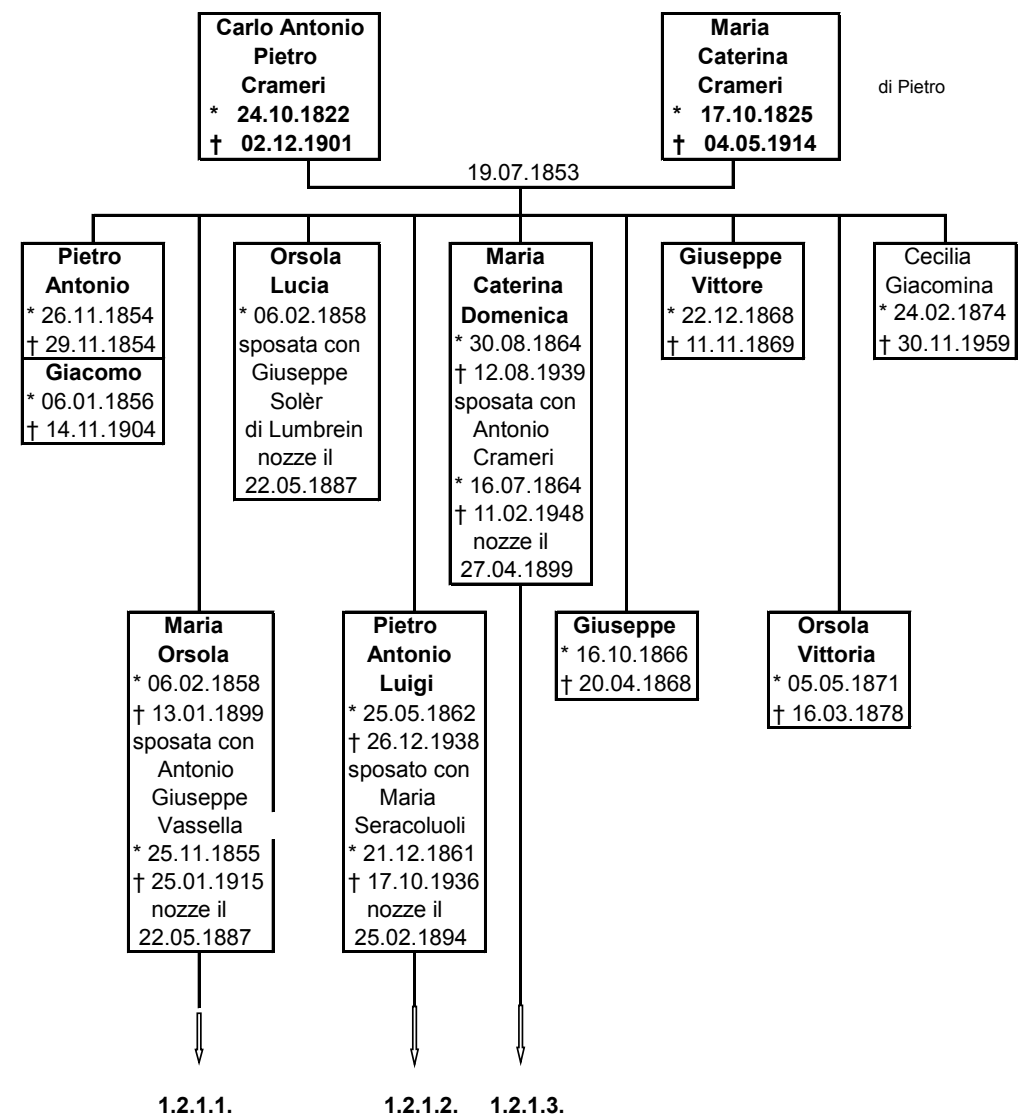 Carlo Antonio
Pietro
Crameri
* 24.10.1822
† 02.12.1901
Maria
Caterina
Crameri
* 17.10.1825
† 04.05.1914
di Pietro
19.07.1853
Pietro
Antonio
* 26.11.1854
† 29.11.1854
Giacomo
* 06.01.1856
† 14.11.1904
Orsola
Lucia
* 06.02.1858
sposata con
Giuseppe
Solèr
di Lumbrein
nozze il
22.05.1887
Maria
Caterina
Domenica
* 30.08.1864
† 12.08.1939
sposata con
Antonio
Crameri
* 16.07.1864
† 11.02.1948
nozze il
27.04.1899
Giuseppe
Vittore
* 22.12.1868
† 11.11.1869
Cecilia
Giacomina
* 24.02.1874
† 30.11.1959
Maria
Orsola
* 06.02.1858
† 13.01.1899
sposata con
Antonio
Giuseppe
Vassella
* 25.11.1855
† 25.01.1915
nozze il
22.05.1887
Pietro
Antonio
Luigi
* 25.05.1862
† 26.12.1938
sposato con
Maria
Seracoluoli
* 21.12.1861
† 17.10.1936
nozze il
25.02.1894
Giuseppe
* 16.10.1866
† 20.04.1868
Orsola
Vittoria
* 05.05.1871
† 16.03.1878
1.2.1.1.
1.2.1.2.
1.2.1.3.